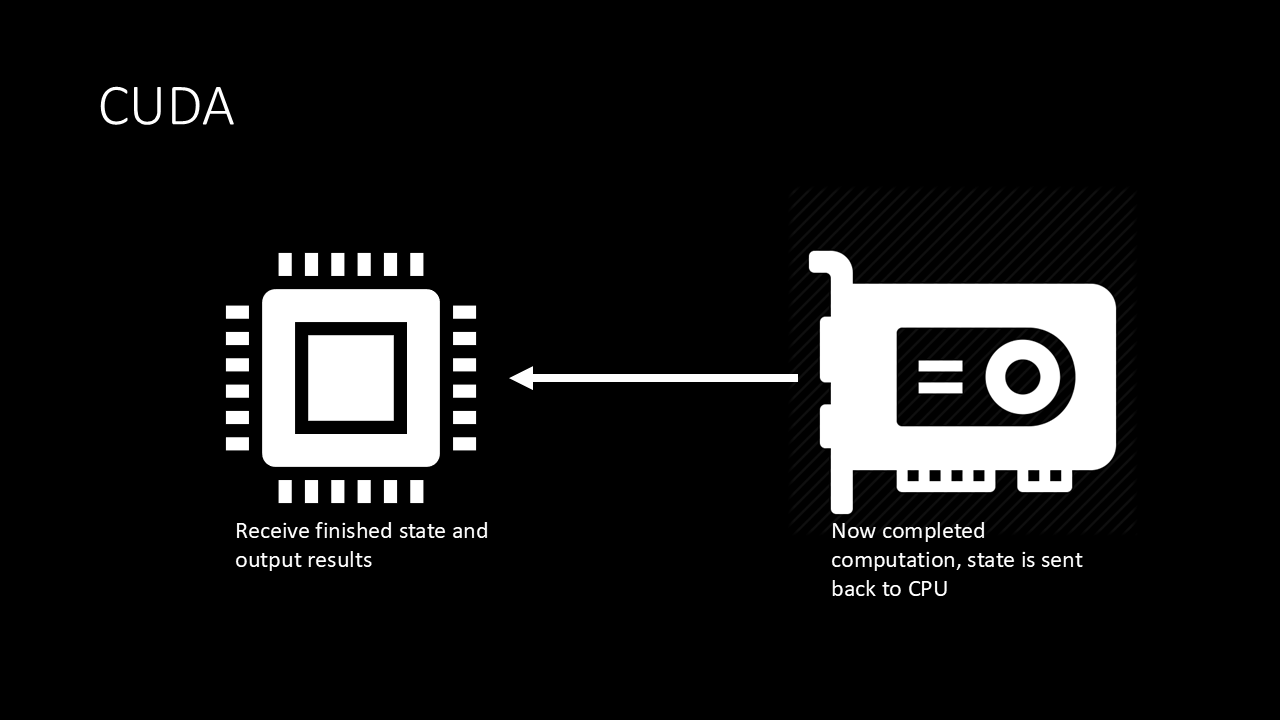 CUDA
Receive finished state and
output results
Now completed
computation, state is sent
back to CPU